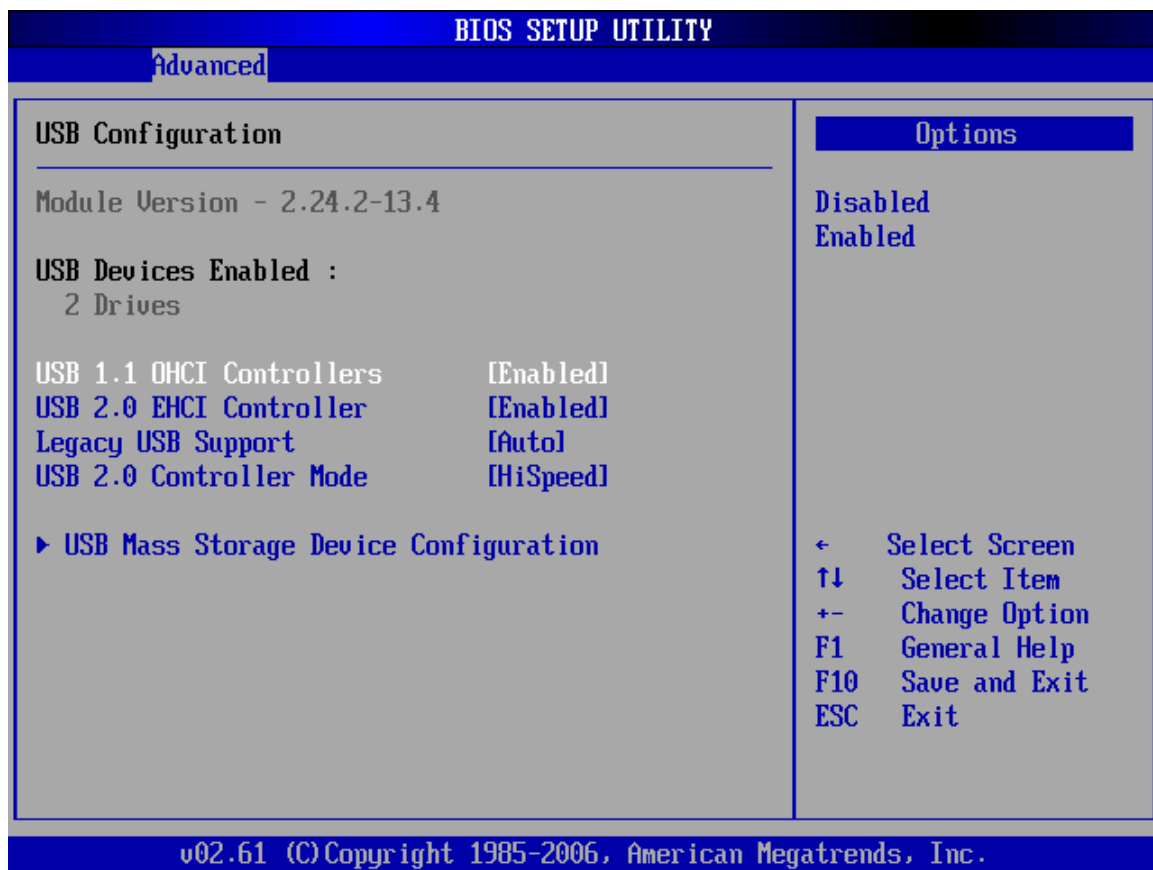 BIOS SETUP UTILITY
Advanced
USB Configuration
Module Version - 2.24.2-13.4
USB Devices Enabled :
2 Drives
USB 1.1 OHCI Controllers [Enabled]
USB 2.0 EHCI Controller [Enabled]
Legacy USB Support [Auto]
USB 2.0 Controller Mode [HiSpeed]
▶ USB Mass Storage Device Configuration
Options
Disabled
Enabled
← Select Screen
↑↓ Select Item
+- Change Option
F1 General Help
F10 Save and Exit
ESC Exit
v02.61 (C)Copyright 1985-2006, American Megatrends, Inc.